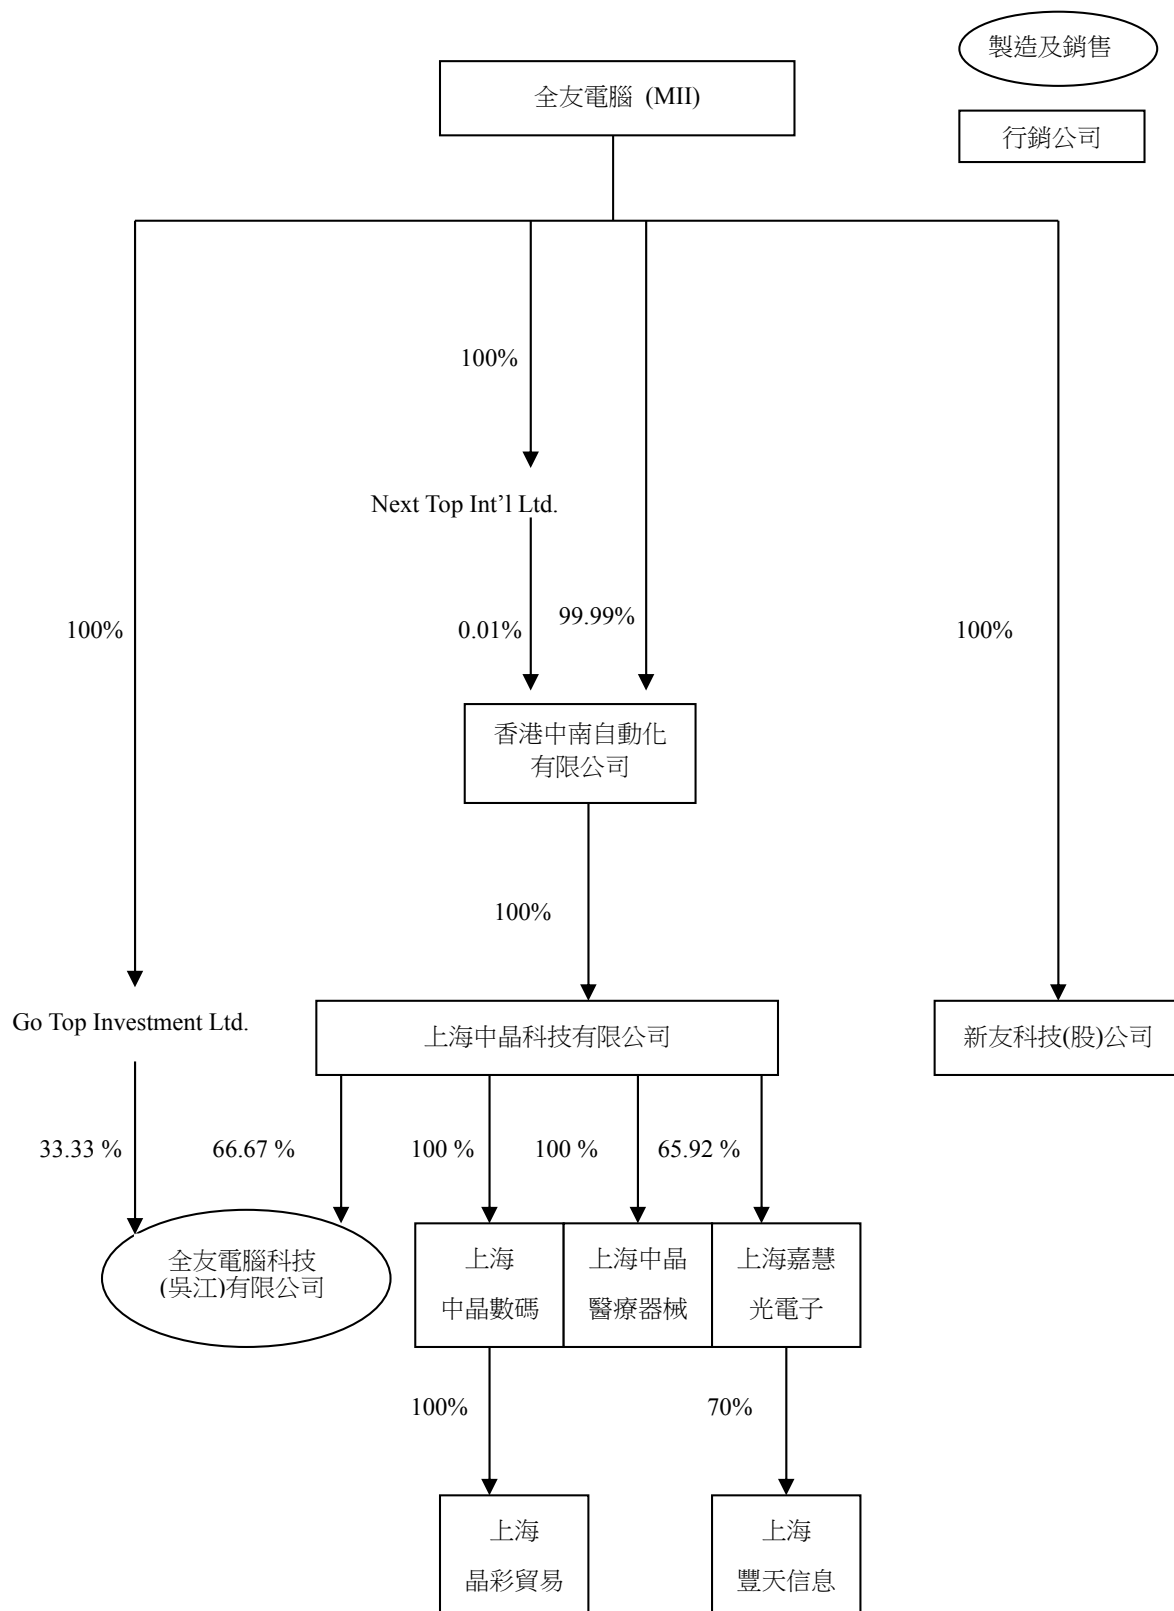 製造及銷售
全友電腦 (MII)
行銷公司
100%
Next Top Int’l Ltd.
99.99%
100%
0.01%
100%
香港中南自動化
有限公司
100%
Go Top Investment Ltd.
上海中晶科技有限公司
新友科技(股)公司
33.33 %
66.67 %
100 %
100 %
65.92 %
全友電腦科技
(吳江)有限公司
上海
中晶數碼
上海中晶
醫療器械
上海嘉慧
光電子
100%
70%
上海
晶彩貿易
上海
豐天信息